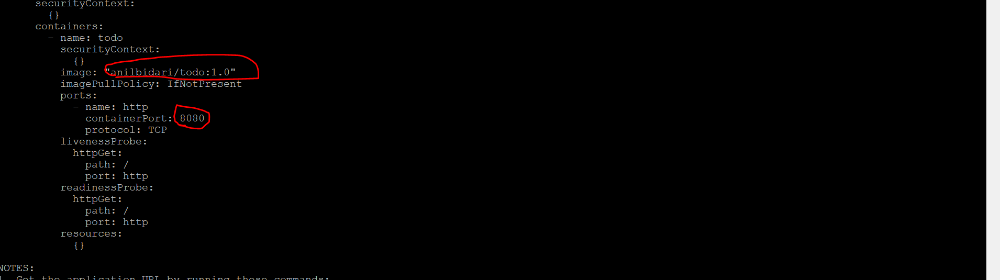 securityContext:
{}
containers:
- name: todo
securityContext:
{}
image: "anilbidari/todo:1.0"
imagePullPolicy: IfNotPresent
ports:
- name: http
containerPort: 8080
protocol: TCP
livenessProbe:
httpGet:
path: /
port: http
readinessProbe:
httpGet:
path: /
port: http
resources:
{}
NOTES:
1. Get the application URL by running these commands: